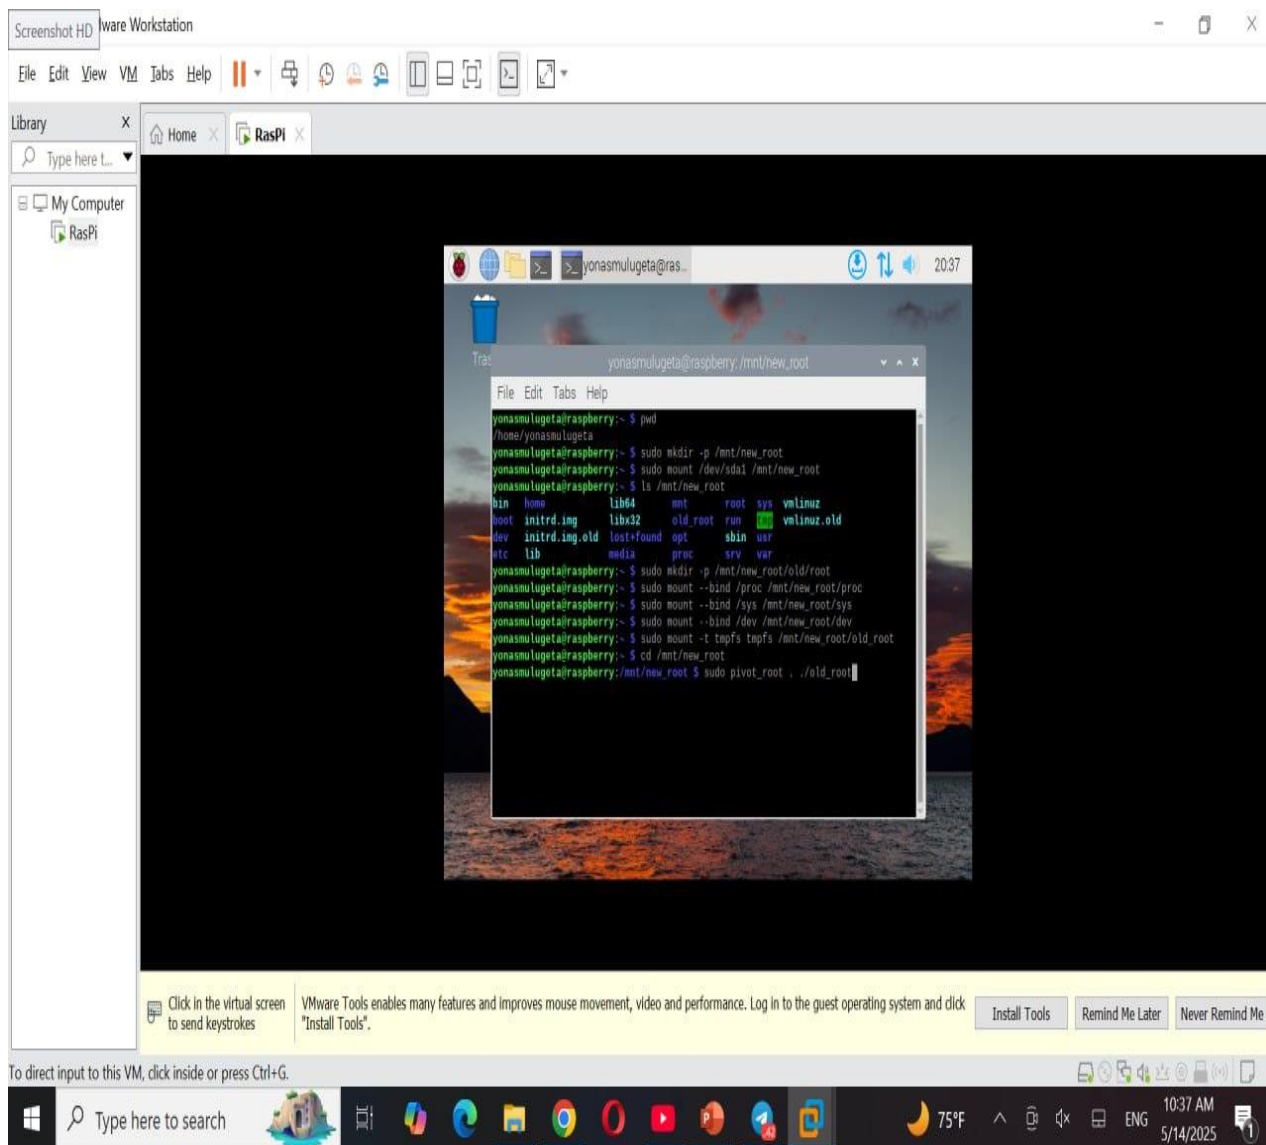 Screenshot HD
ware Workstation
File Edit View VM Tabs Help
Library X
Home
RasPi
Type here t...
My Computer
RasPi
yonasmulugeta@ras...
20:37
Tras
yonasmulugeta@raspberry: /mnt/new_root
File Edit Tabs Help
yonasmulugeta@raspberry:~ $ pwd
/home/yonasmulugeta
yonasmulugeta@raspberry:~ $ sudo mkdir -p /mnt/new_root
yonasmulugeta@raspberry:~ $ sudo mount /dev/sda1 /mnt/new_root
yonasmulugeta@raspberry:~ $ ls /mnt/new_root
bin home lib64 mnt root sys vmlinuz
boot initrd.img libx32 old_root run tmp vmlinuz.old
dev initrd.img.old lost+found opt sbin usr
etc lib media proc srv var
yonasmulugeta@raspberry:~ $ sudo mkdir -p /mnt/new_root/old/root
yonasmulugeta@raspberry:~ $ sudo mount --bind /proc /mnt/new_root/proc
yonasmulugeta@raspberry:~ $ sudo mount --bind /sys /mnt/new_root/sys
yonasmulugeta@raspberry:~ $ sudo mount --bind /dev /mnt/new_root/dev
yonasmulugeta@raspberry:~ $ sudo mount -t tmpfs tmpfs /mnt/new_root/old_root
yonasmulugeta@raspberry:~ $ cd /mnt/new_root
yonasmulugeta@raspberry:/mnt/new_root $ sudo pivot_root . ./old_root
Click in the virtual screen
to send keystrokes
VMware Tools enables many features and improves mouse movement, video and performance. Log in to the guest operating system and click
"Install Tools".
Install Tools
Remind Me Later
Never Remind Me
To direct input to this VM, click inside or press Ctrl+G.
Type here to search
75°F
ENG
10:37 AM
5/14/2025
1